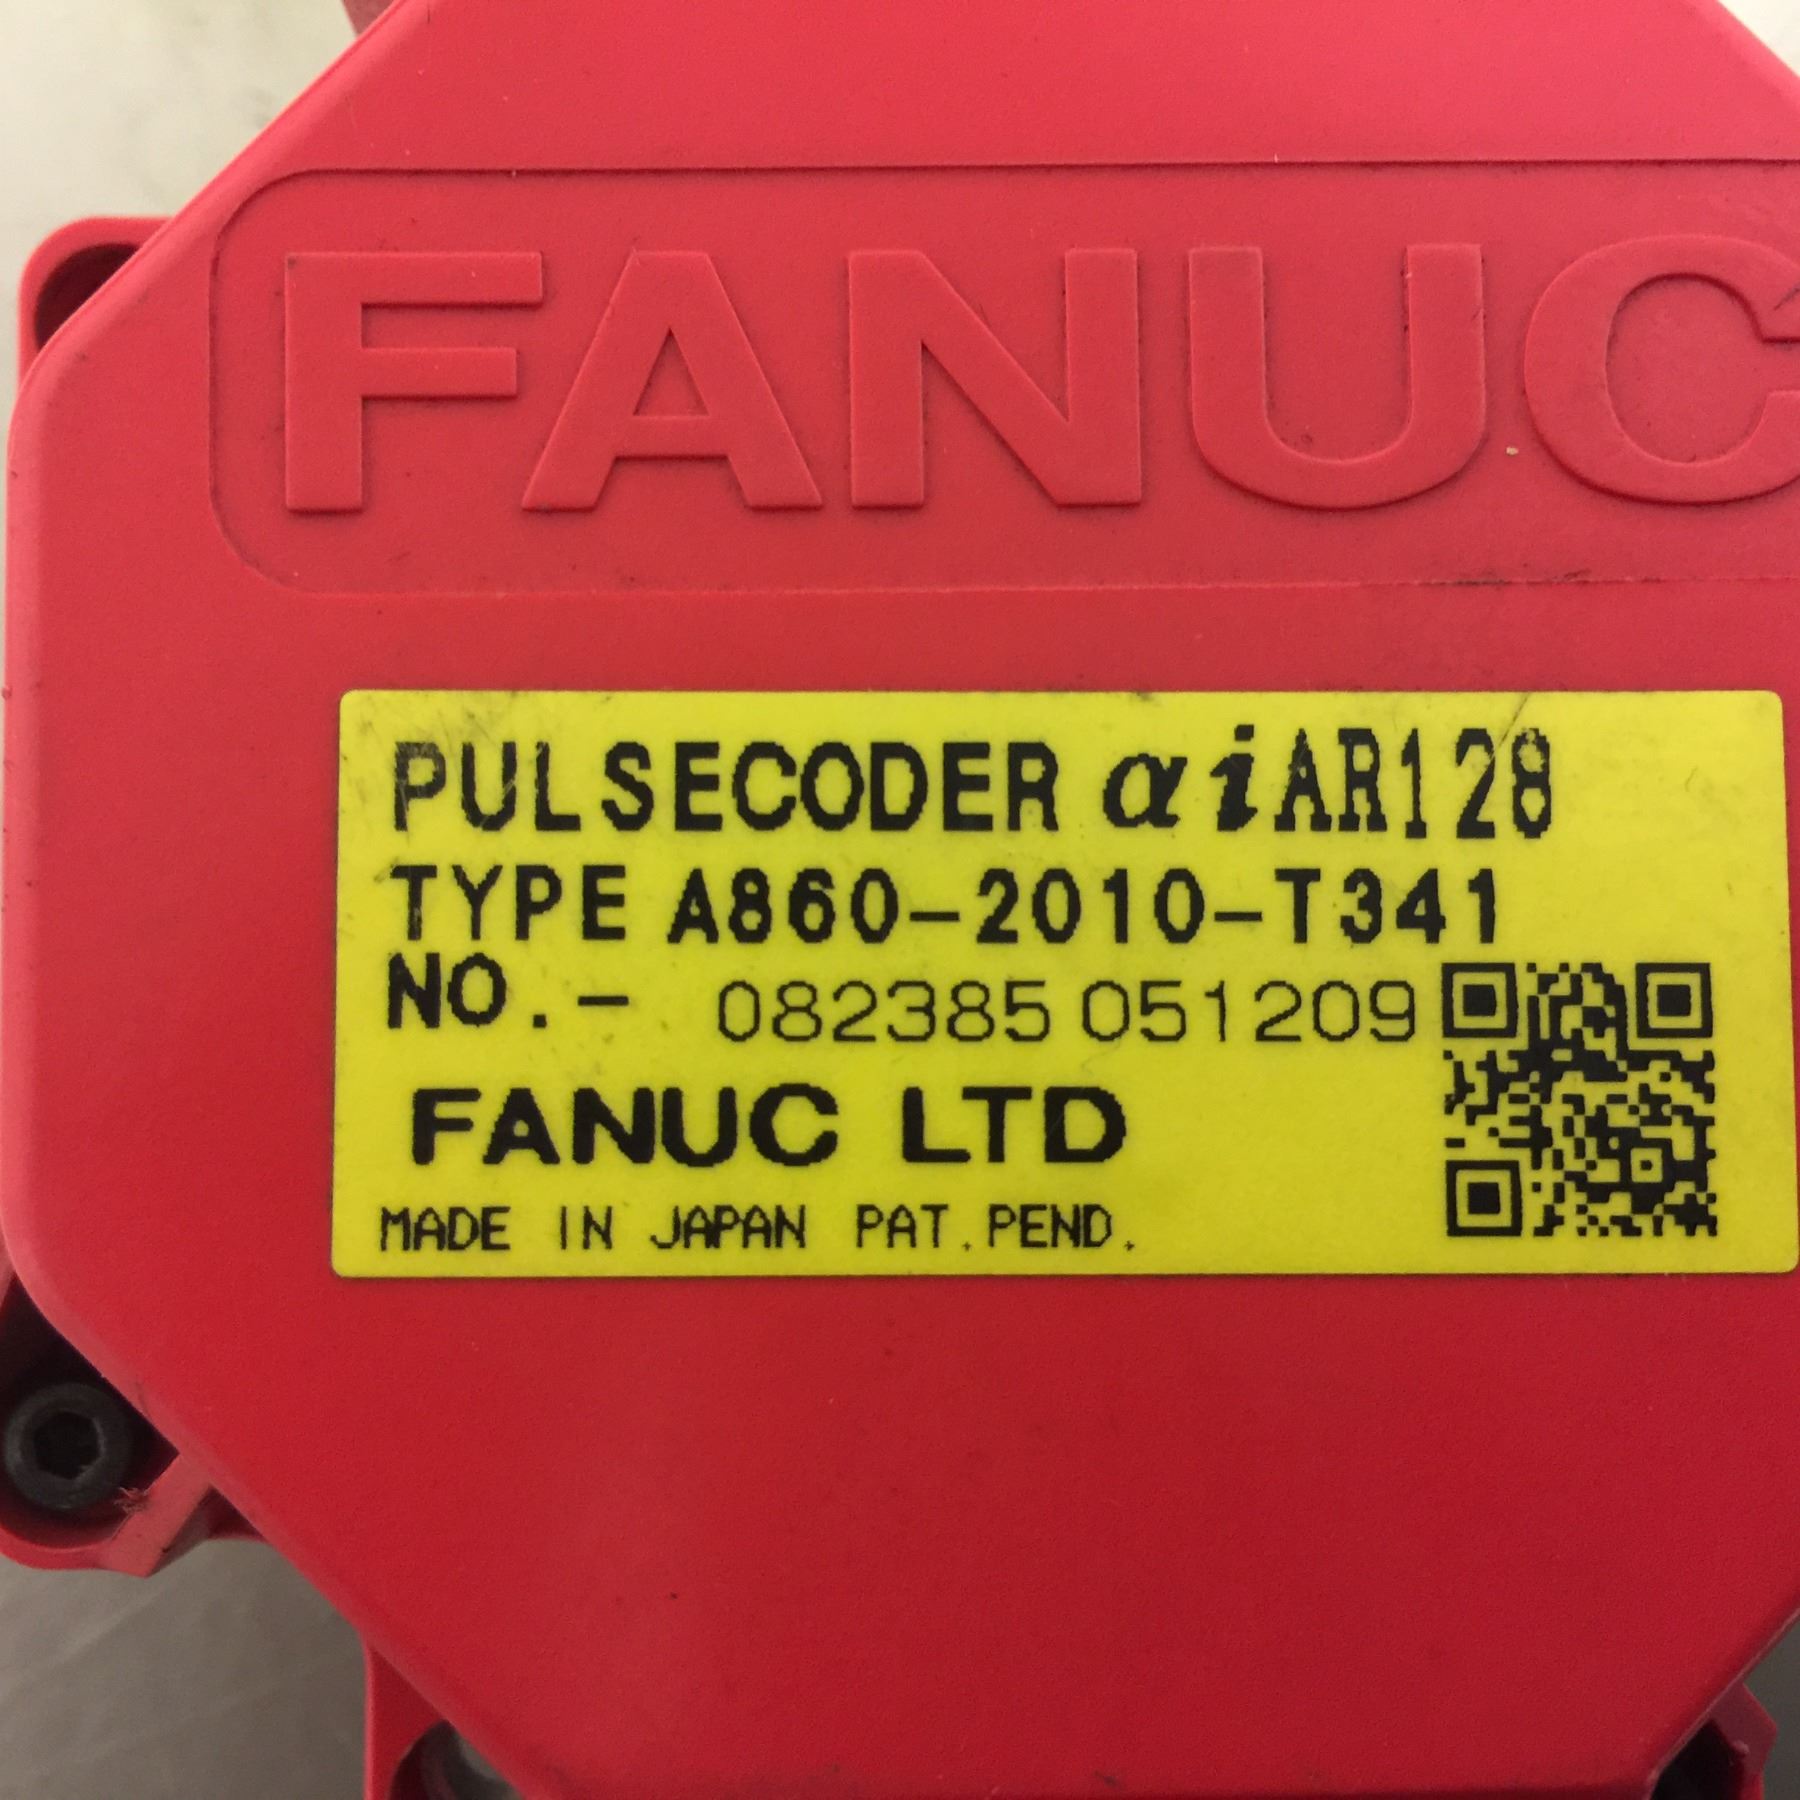 FANUC
PULSECODER αiAR128
TYPE A860-2010-T341
NO.- 082385 051209
FANUC LTD
MADE IN JAPAN PAT.PEND.